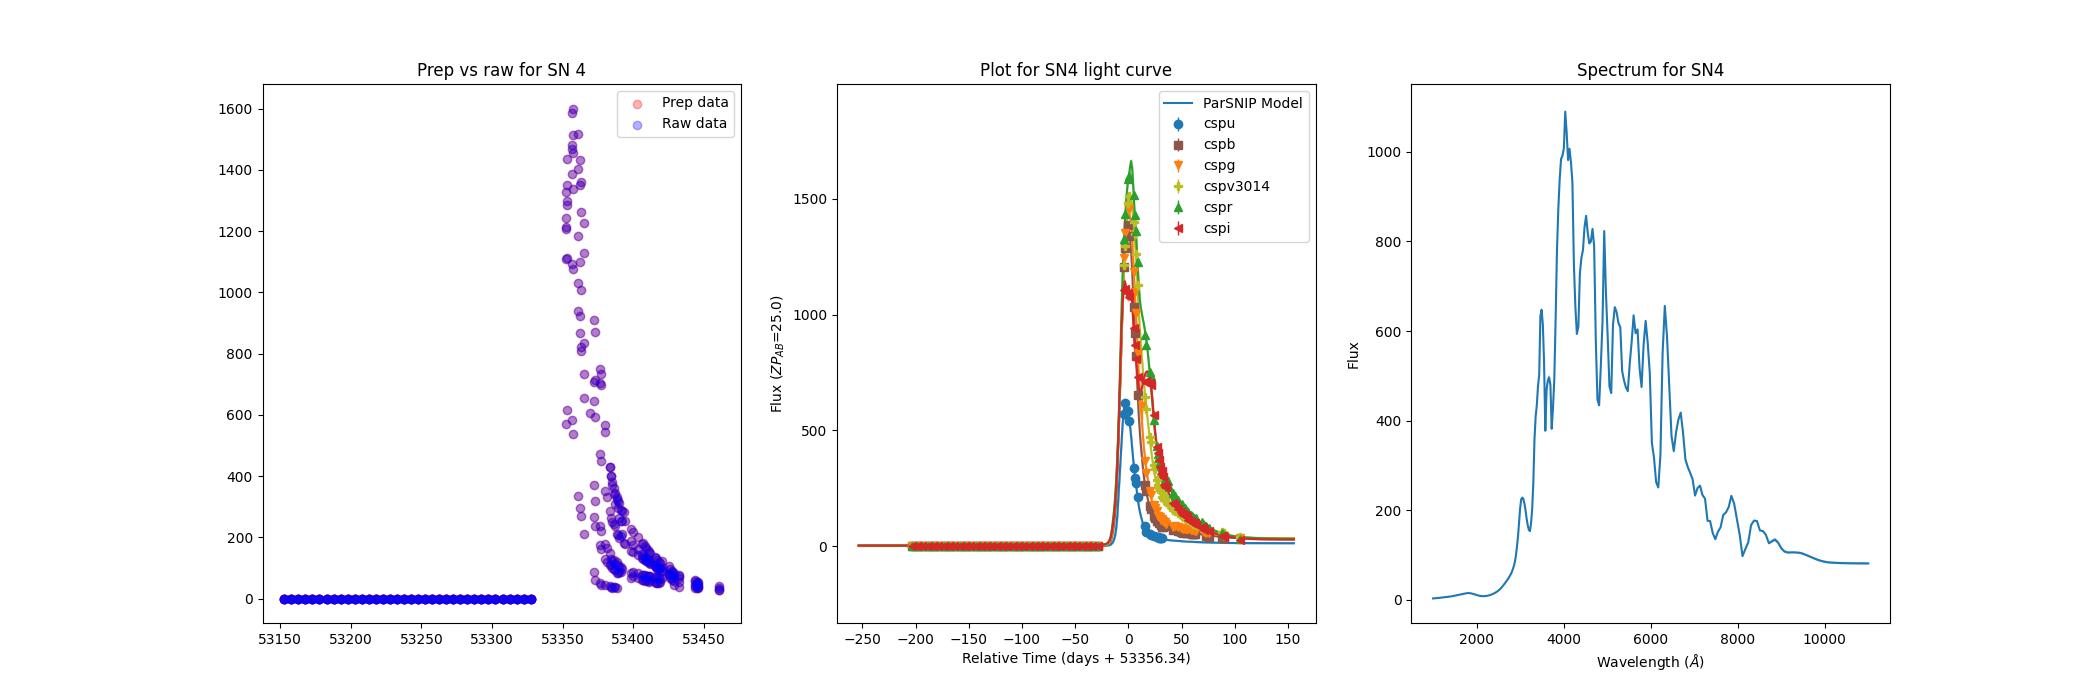 Prep vs raw for SN 4
Prep data
Raw data
1600
1400
1200
1000
800
600
400
200
0
53150
53200
53250
53300
53350
53400
53450
Plot for SN4 light curve
ParSNIP Model
cspu
cspb
cspg
cspv3014
cspr
cspi
Flux (ZP_AB=25.0)
1500
1000
500
0
−250
−200
−150
−100
−50
0
50
100
150
Relative Time (days + 53356.34)
Spectrum for SN4
Flux
1000
800
600
400
200
0
2000
4000
6000
8000
10000
Wavelength (Å)